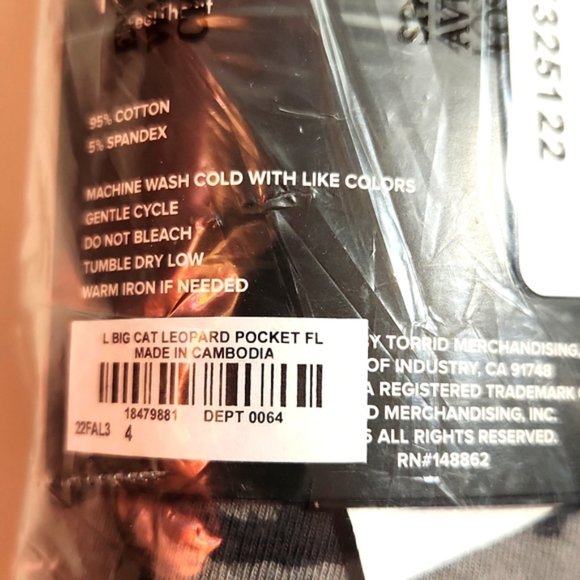 95% COTTON
5% SPANDEX
MACHINE WASH COLD WITH LIKE COLORS
GENTLE CYCLE
DO NOT BLEACH
TUMBLE DRY LOW
WARM IRON IF NEEDED
L BIG CAT LEOPARD POCKET FL
MADE IN CAMBODIA
18479881 DEPT 0064
22FAL3 4
Y TORRID MERCHANDISING,
OF INDUSTRY, CA 91748
A REGISTERED TRADEMARK
D MERCHANDISING, INC.
ALL RIGHTS RESERVED.
RN#148862
325122